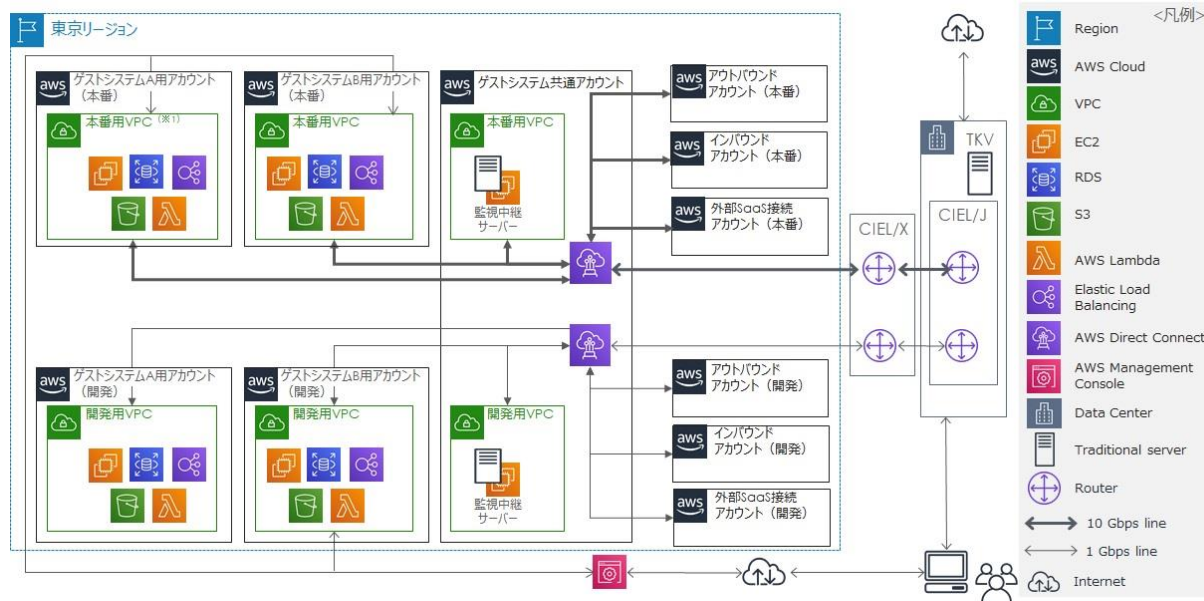 東京リージョン
aws
ゲストシステムA用アカウント
(本番)
本番用VPC (※1)
aws
ゲストシステムB用アカウント
(本番)
本番用VPC
aws
ゲストシステム共通アカウント
本番用VPC
監視中継
サーバー
aws
アウトバウンド
アカウント（本番）
aws
インバウンド
アカウント（本番）
aws
外部SaaS接続
アカウント（本番）
CIEL/X
TKV
CIEL/J
aws
ゲストシステムA用アカウント
(開発)
開発用VPC
aws
ゲストシステムB用アカウント
(開発)
開発用VPC
開発用VPC
監視中継
サーバー
aws
アウトバウンド
アカウント（開発）
aws
インバウンド
アカウント（開発）
aws
外部SaaS接続
アカウント（開発）
<凡例>
Region
aws
AWS Cloud
VPC
EC2
RDS
S3
AWS Lambda
Elastic Load
Balancing
AWS Direct Connect
AWS Management
Console
Data Center
Traditional server
Router
10 Gbps line
1 Gbps line
Internet